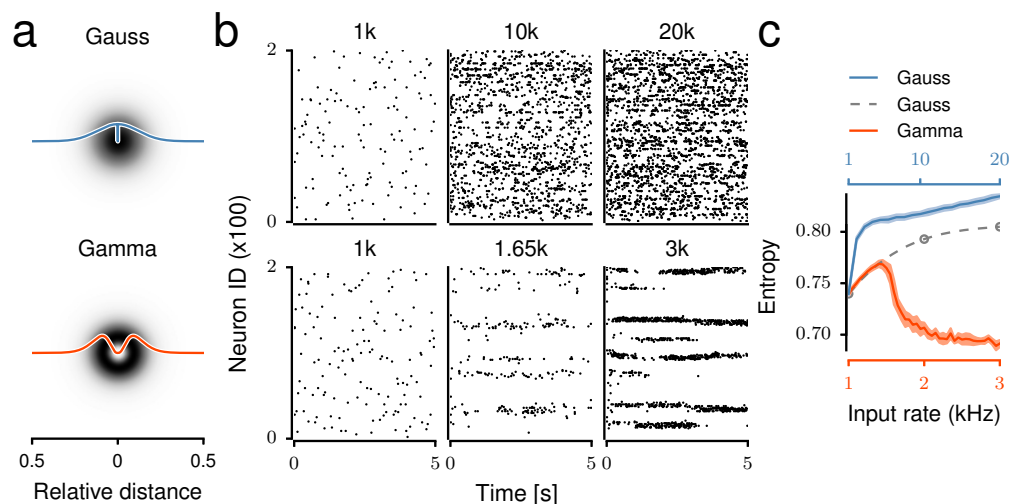 a
Gauss
Gamma
0.5 0 0.5
Relative distance
b
1k 10k 20k
2
1
0
Neuron ID (x100)
1k 1.65k 3k
2
1
0
0 5 0 5 0 5
Time [s]
c
Gauss
Gauss
Gamma
1 10 20
0.80
0.75
0.70
Entropy
1 2 3
Input rate (kHz)